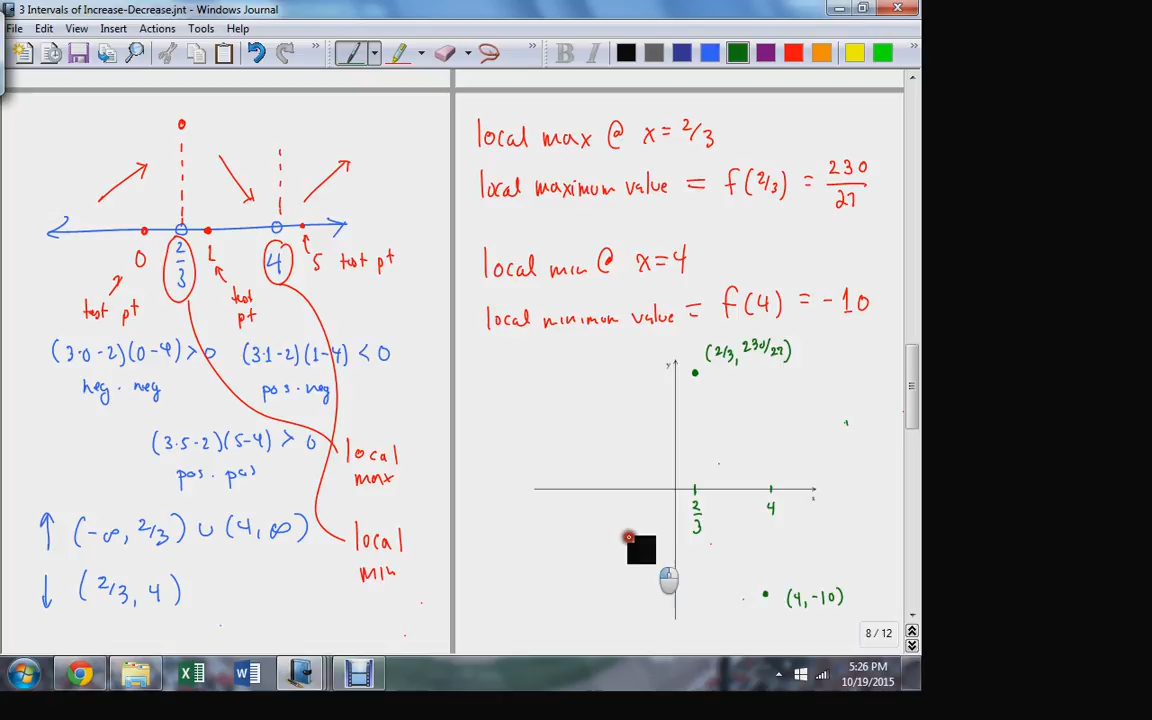 3 Intervals of Increase-Decrease.jnt - Windows Journal
File Edit View Insert Actions Tools Help
0 2/3 1 4 5 test pt
test pt
test pt
(3·0-2)(0-4)>0 (3·1-2)(1-4)<0
neg · neg pos · neg
(3·5-2)(5-4)>0
pos · pos
local max
local min
↑ (-∞, 2/3) ∪ (4, ∞)
↓ (2/3, 4)
local max @ x = 2/3
local maximum value = f(2/3) = 230/27
local min @ x=4
local minimum value = f(4) = -10
y
(2/3, 230/27)
x
2/3 4
(4, -10)
8 / 12
5:26 PM
10/19/2015